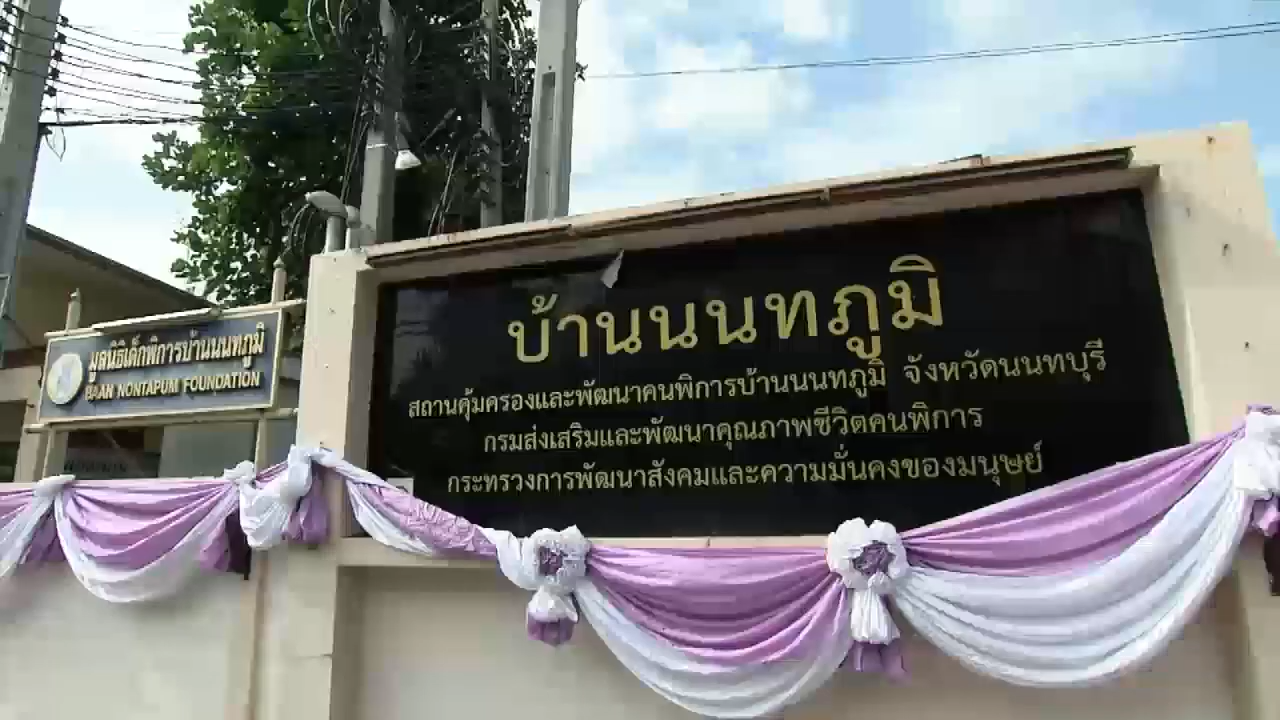 มูลนิธิเด็กพิการบ้านนนทภูมิ
BAAN NONTAPUM FOUNDATION
บ้านนนทภูมิ
สถานคุ้มครองและพัฒนาคนพิการบ้านนนทภูมิ จังหวัดนนทบุรี
กรมส่งเสริมและพัฒนาคุณภาพชีวิตคนพิการ
กระทรวงการพัฒนาสังคมและความมั่นคงของมนุษย์